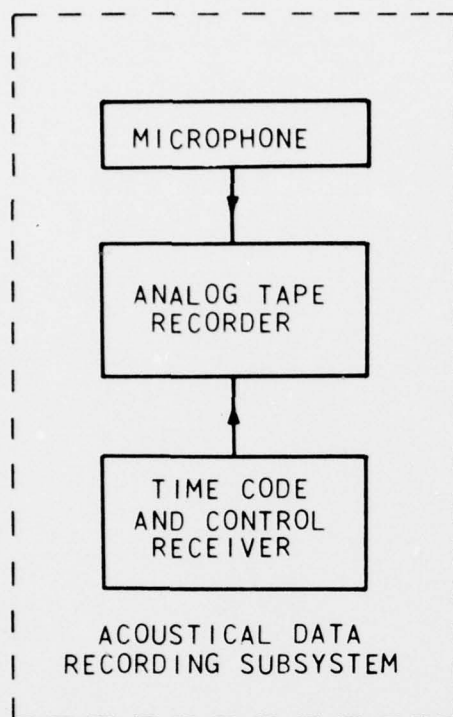 MICROPHONE
ANALOG TAPE
RECORDER
TIME CODE
AND CONTROL
RECEIVER
ACOUSTICAL DATA
RECORDING SUBSYSTEM